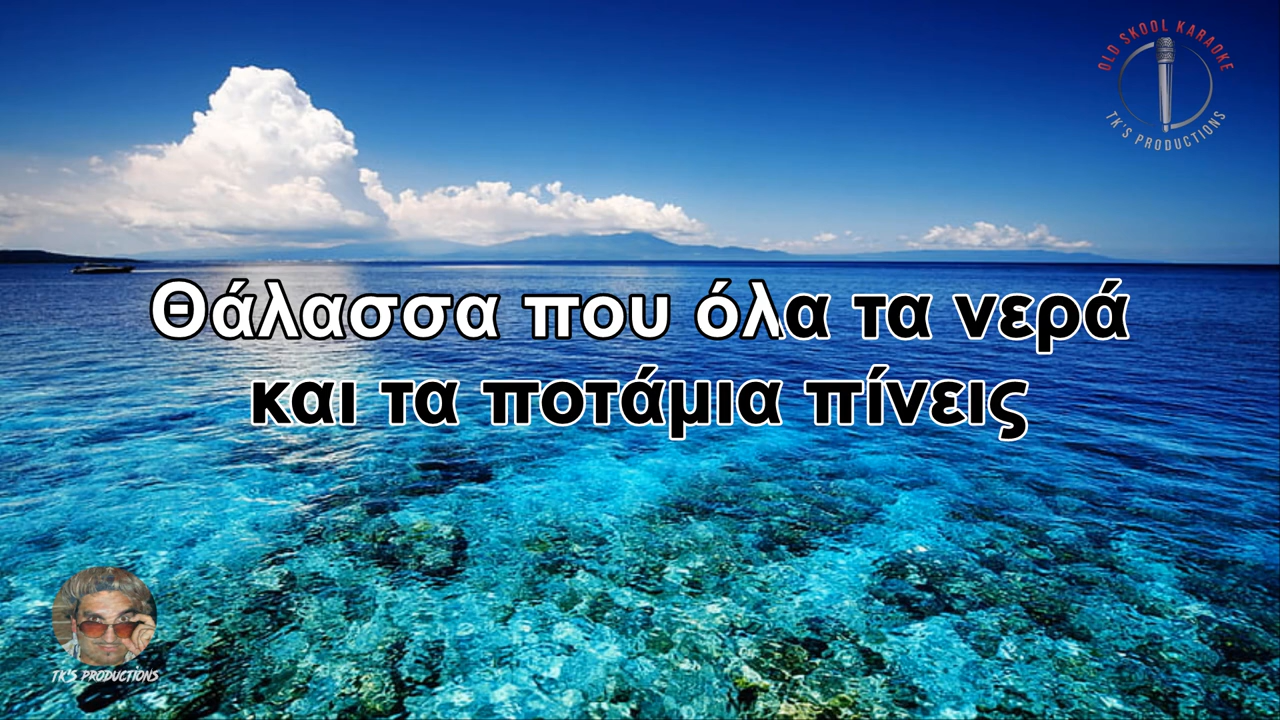 OLD SKOOL KARAOKE
TK'S PRODUCTIONS
Θάλασσα που όλα τα νερά
και τα ποτάμια πίνεις
TK'S PRODUCTIONS